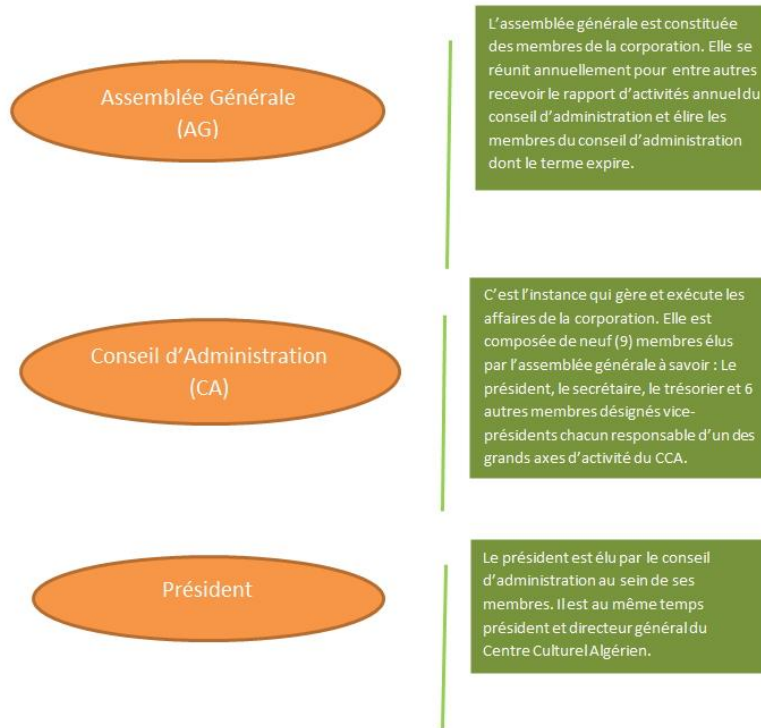 Assemblée Générale
(AG)
L'assemblée générale est constituée
des membres de la corporation. Elle se
réunit annuellement pour entre autres
recevoir le rapport d'activités annuel du
conseil d'administration et élire les
membres du conseil d'administration
dont le terme expire.
Conseil d'Administration
(CA)
C'est l'instance qui gère et exécute les
affaires de la corporation. Elle est
composée de neuf (9) membres élus
par l'assemblée générale à savoir : Le
président, le secrétaire, le trésorier et 6
autres membres désignés vice-
présidents chacun responsable d'un des
grands axes d'activité du CCA.
Président
Le président est élu par le conseil
d'administration au sein de ses
membres. Il est au même temps
président et directeur général du
Centre Culturel Algérien.